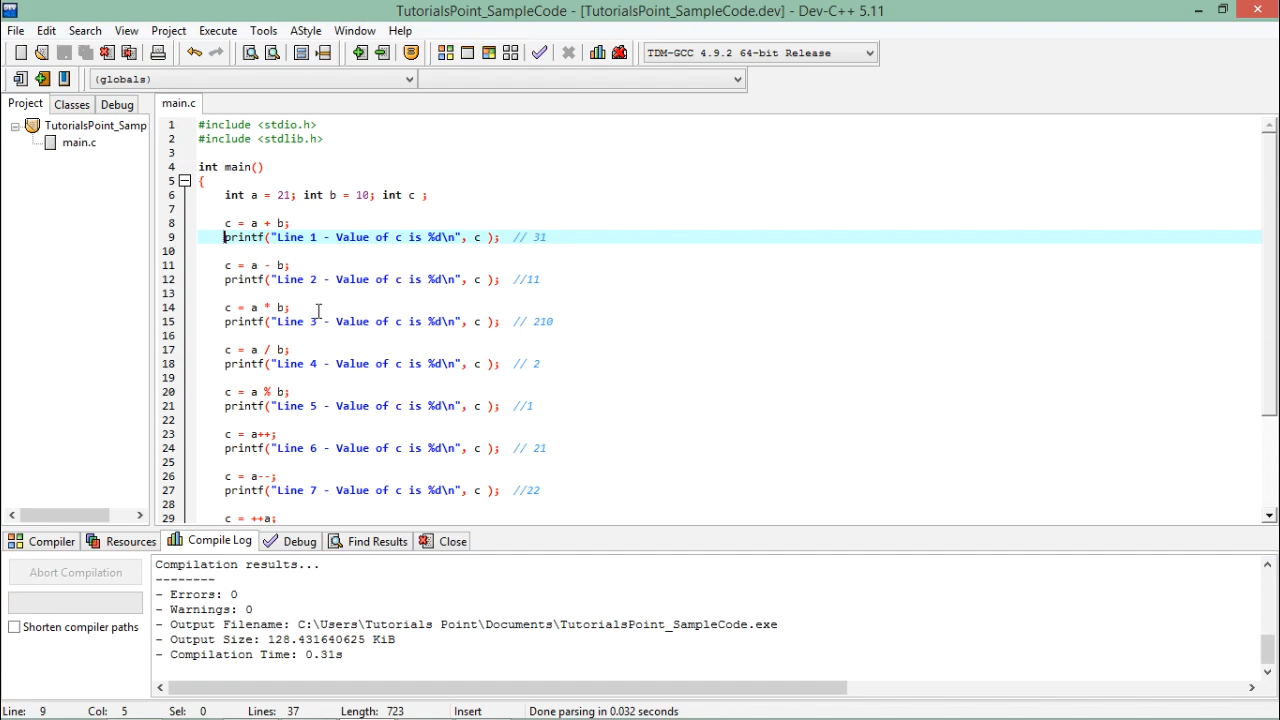 TutorialsPoint_SampleCode - [TutorialsPoint_SampleCode.dev] - Dev-C++ 5.11
File Edit Search View Project Execute Tools AStyle Window Help
TDM-GCC 4.9.2 64-bit Release
(globals)
Project Classes Debug
main.c
TutorialsPoint_Samp
main.c
1 #include <stdio.h>
2 #include <stdlib.h>
3
4 int main()
5 {
6 int a = 21; int b = 10; int c ;
7
8 c = a + b;
9 printf("Line 1 - Value of c is %d\n", c ); // 31
10
11 c = a - b;
12 printf("Line 2 - Value of c is %d\n", c ); //11
13
14 c = a * b;
15 printf("Line 3 - Value of c is %d\n", c ); // 210
16
17 c = a / b;
18 printf("Line 4 - Value of c is %d\n", c ); // 2
19
20 c = a % b;
21 printf("Line 5 - Value of c is %d\n", c ); //1
22
23 c = a++;
24 printf("Line 6 - Value of c is %d\n", c ); // 21
25
26 c = a--;
27 printf("Line 7 - Value of c is %d\n", c ); //22
28
29 c = ++a;
Compiler Resources Compile Log Debug Find Results Close
Abort Compilation
Shorten compiler paths
Compilation results...
--------
- Errors: 0
- Warnings: 0
- Output Filename: C:\Users\Tutorials Point\Documents\TutorialsPoint_SampleCode.exe
- Output Size: 128.431640625 KiB
- Compilation Time: 0.31s
Line: 9 Col: 5 Sel: 0 Lines: 37 Length: 723 Insert Done parsing in 0.032 seconds